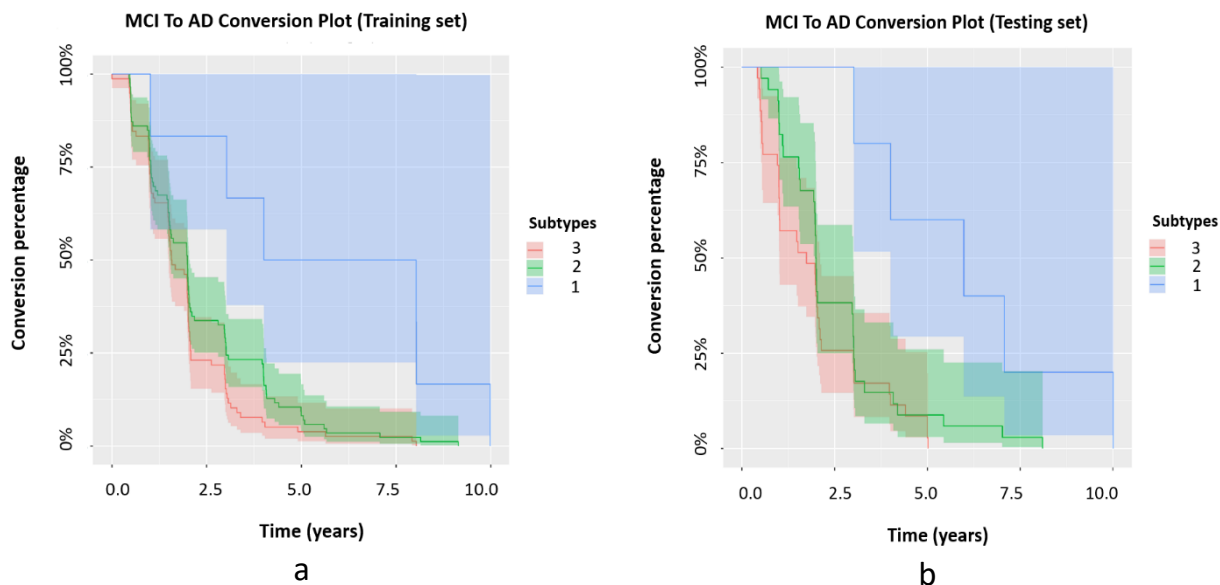 MCI To AD Conversion Plot (Training set)
100%
75%
50%
25%
0%
Conversion percentage
0.0 2.5 5.0 7.5 10.0
Time (years)
Subtypes
3
2
1
a
MCI To AD Conversion Plot (Testing set)
100%
75%
50%
25%
0%
Conversion percentage
0.0 2.5 5.0 7.5 10.0
Time (years)
Subtypes
3
2
1
b